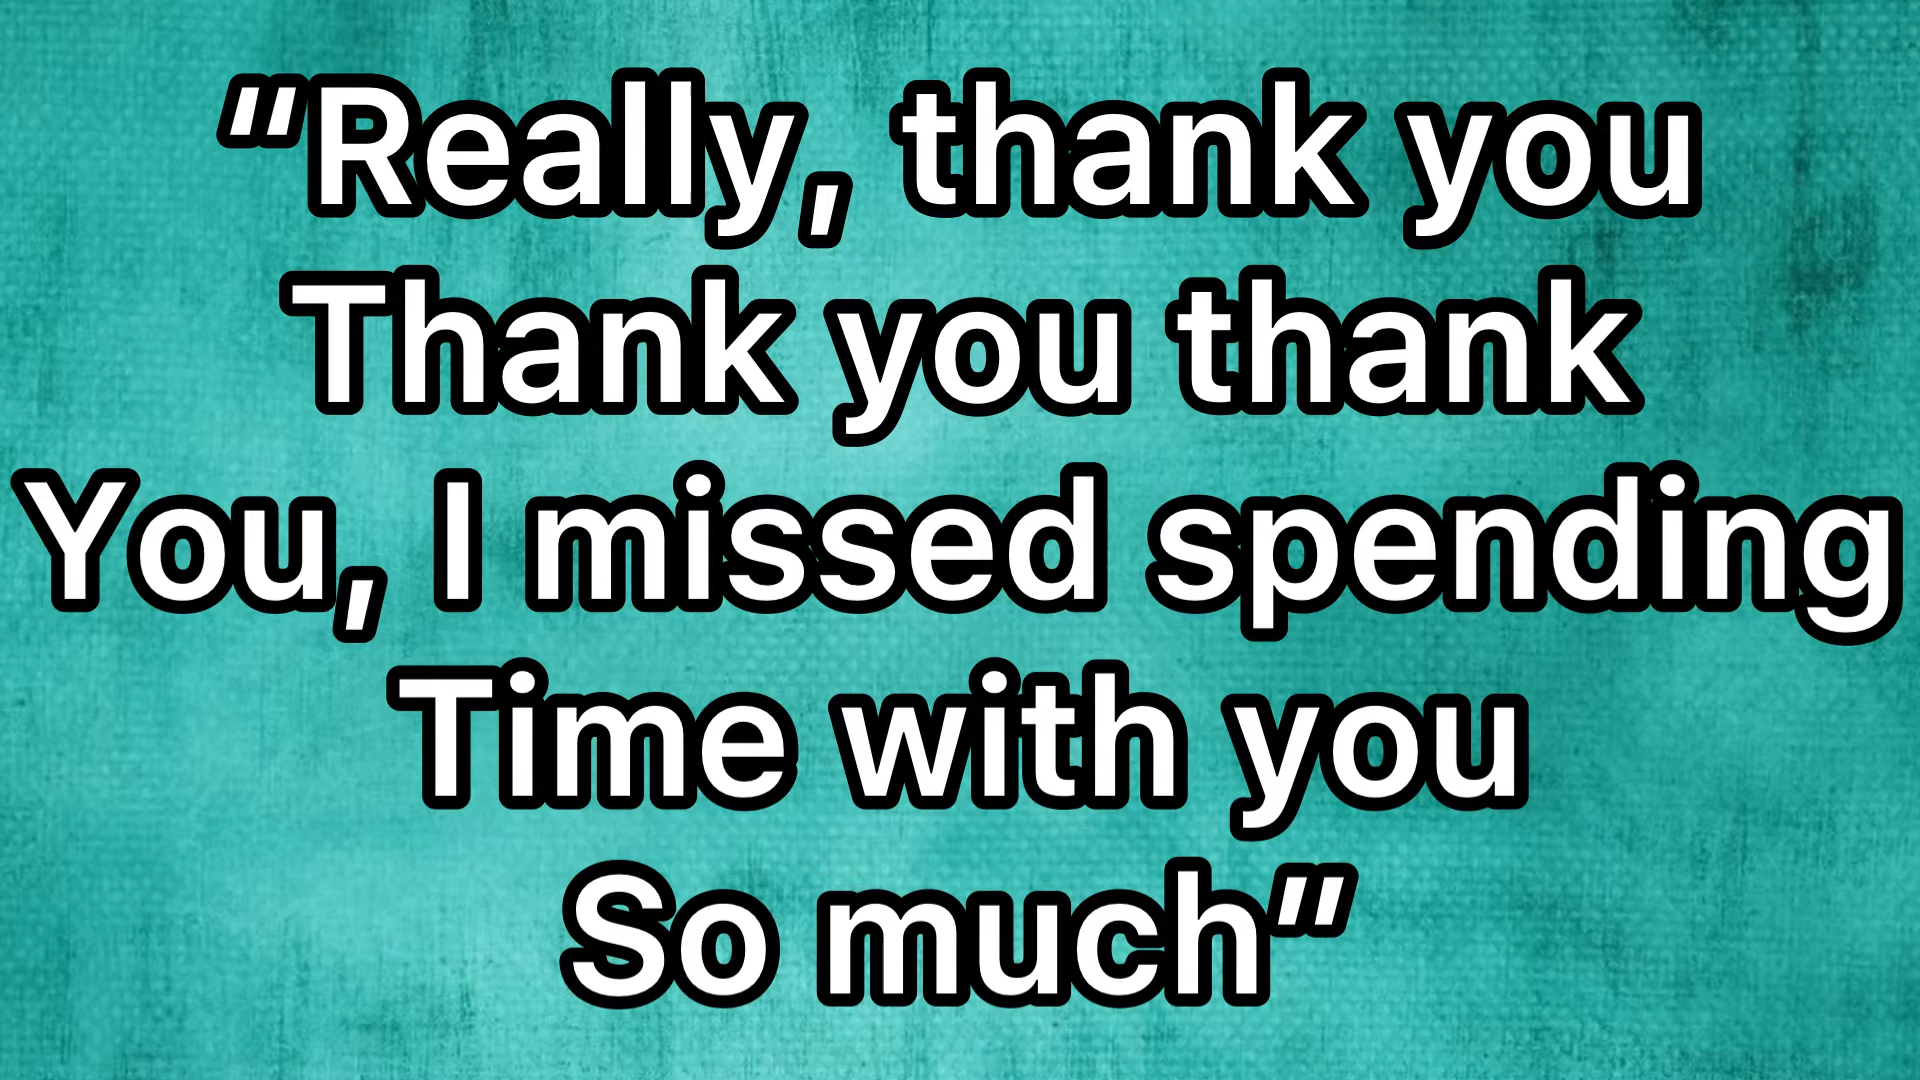 “Really, thank you
Thank you thank
You, I missed spending
Time with you
So much”